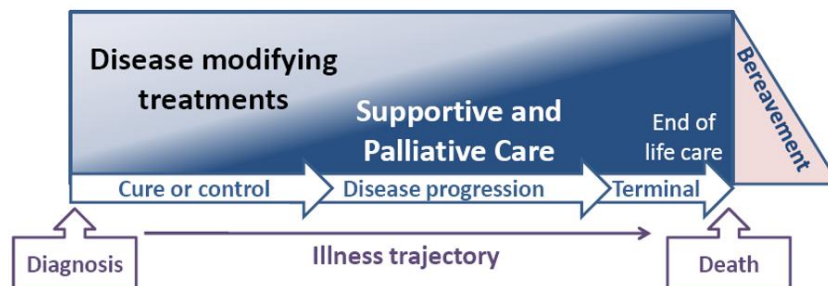 Disease modifying
treatments
Supportive and
Palliative Care
End of
life care
Bereavement
Cure or control
Disease progression
Terminal
Illness trajectory
Diagnosis
Death